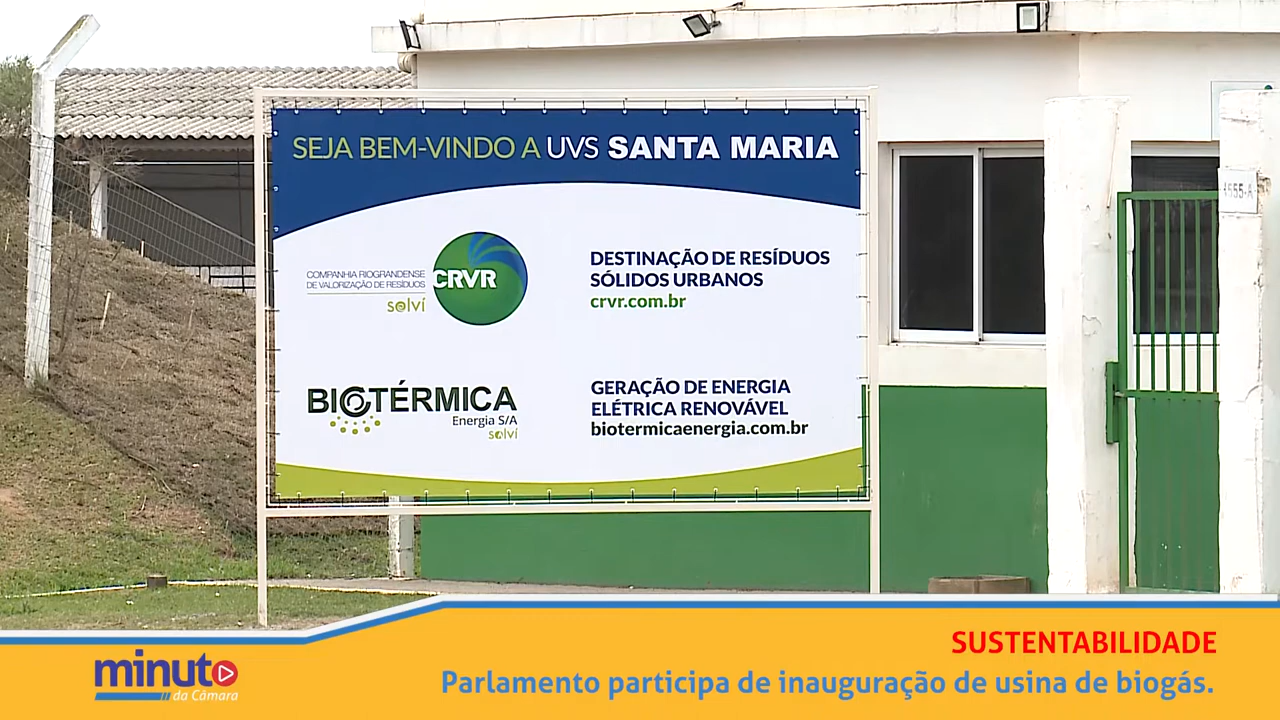 SEJA BEM-VINDO A UVS SANTA MARIA
COMPANHIA RIOGRANDENSE
DE VALORIZAÇÃO DE RESÍDUOS
solví
CRVR
DESTINAÇÃO DE RESÍDUOS
SÓLIDOS URBANOS
crvr.com.br
BIOTÉRMICA
Energia S/A
solví
GERAÇÃO DE ENERGIA
ELÉTRICA RENOVÁVEL
biotermicaenergia.com.br
SUSTENTABILIDADE
Parlamento participa de inauguração de usina de biogás.
minuto
da Câmara